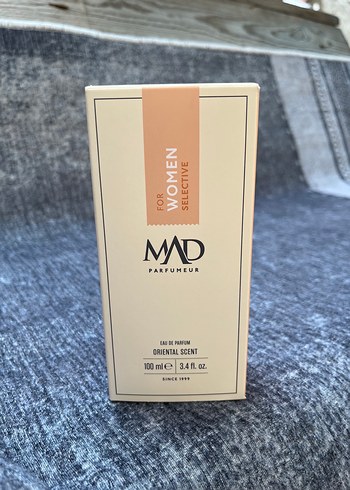 FOR
WOMEN
SELECTIVE
MAD
PARFUMEUR
EAU DE PARFUM
ORIENTAL SCENT
100 ml ℮ 3.4 fl. oz.
SINCE 1999